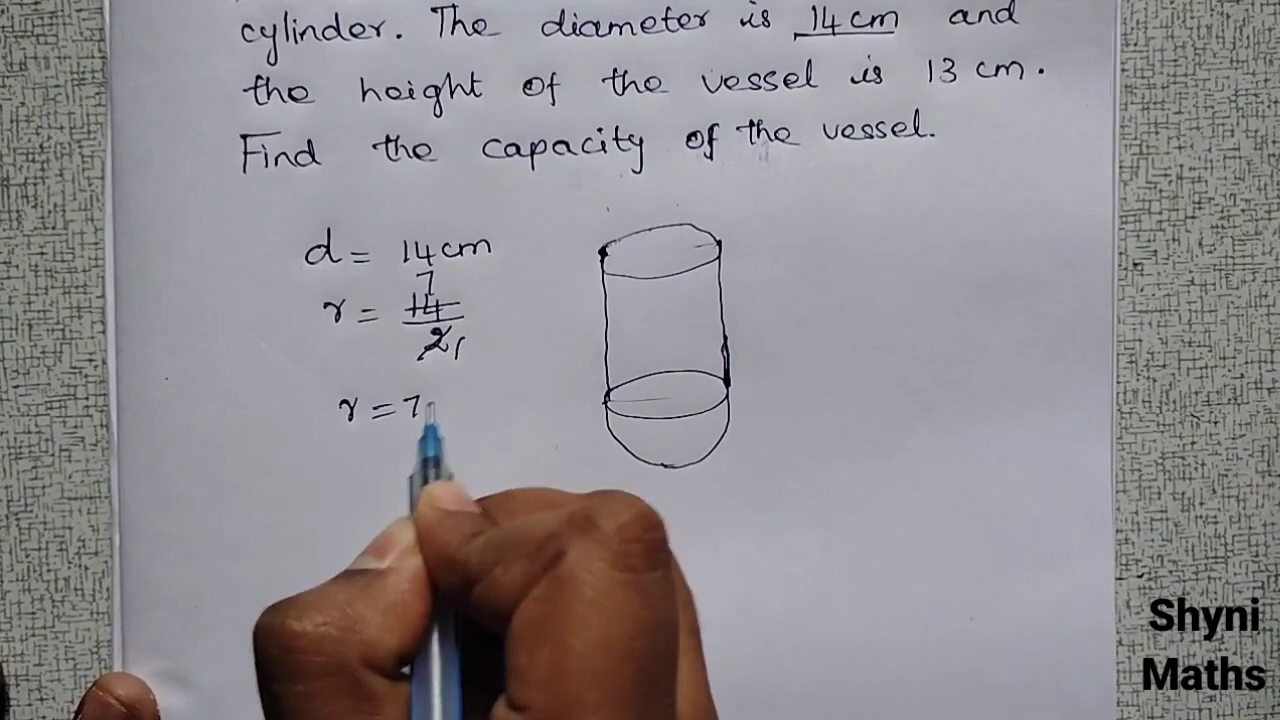 cylinder. The diameter is 14 cm and
the height of the vessel is 13 cm.
Find the capacity of the vessel.
d = 14 cm
7
r = 14
2 1
r = 7
Shyni
Maths